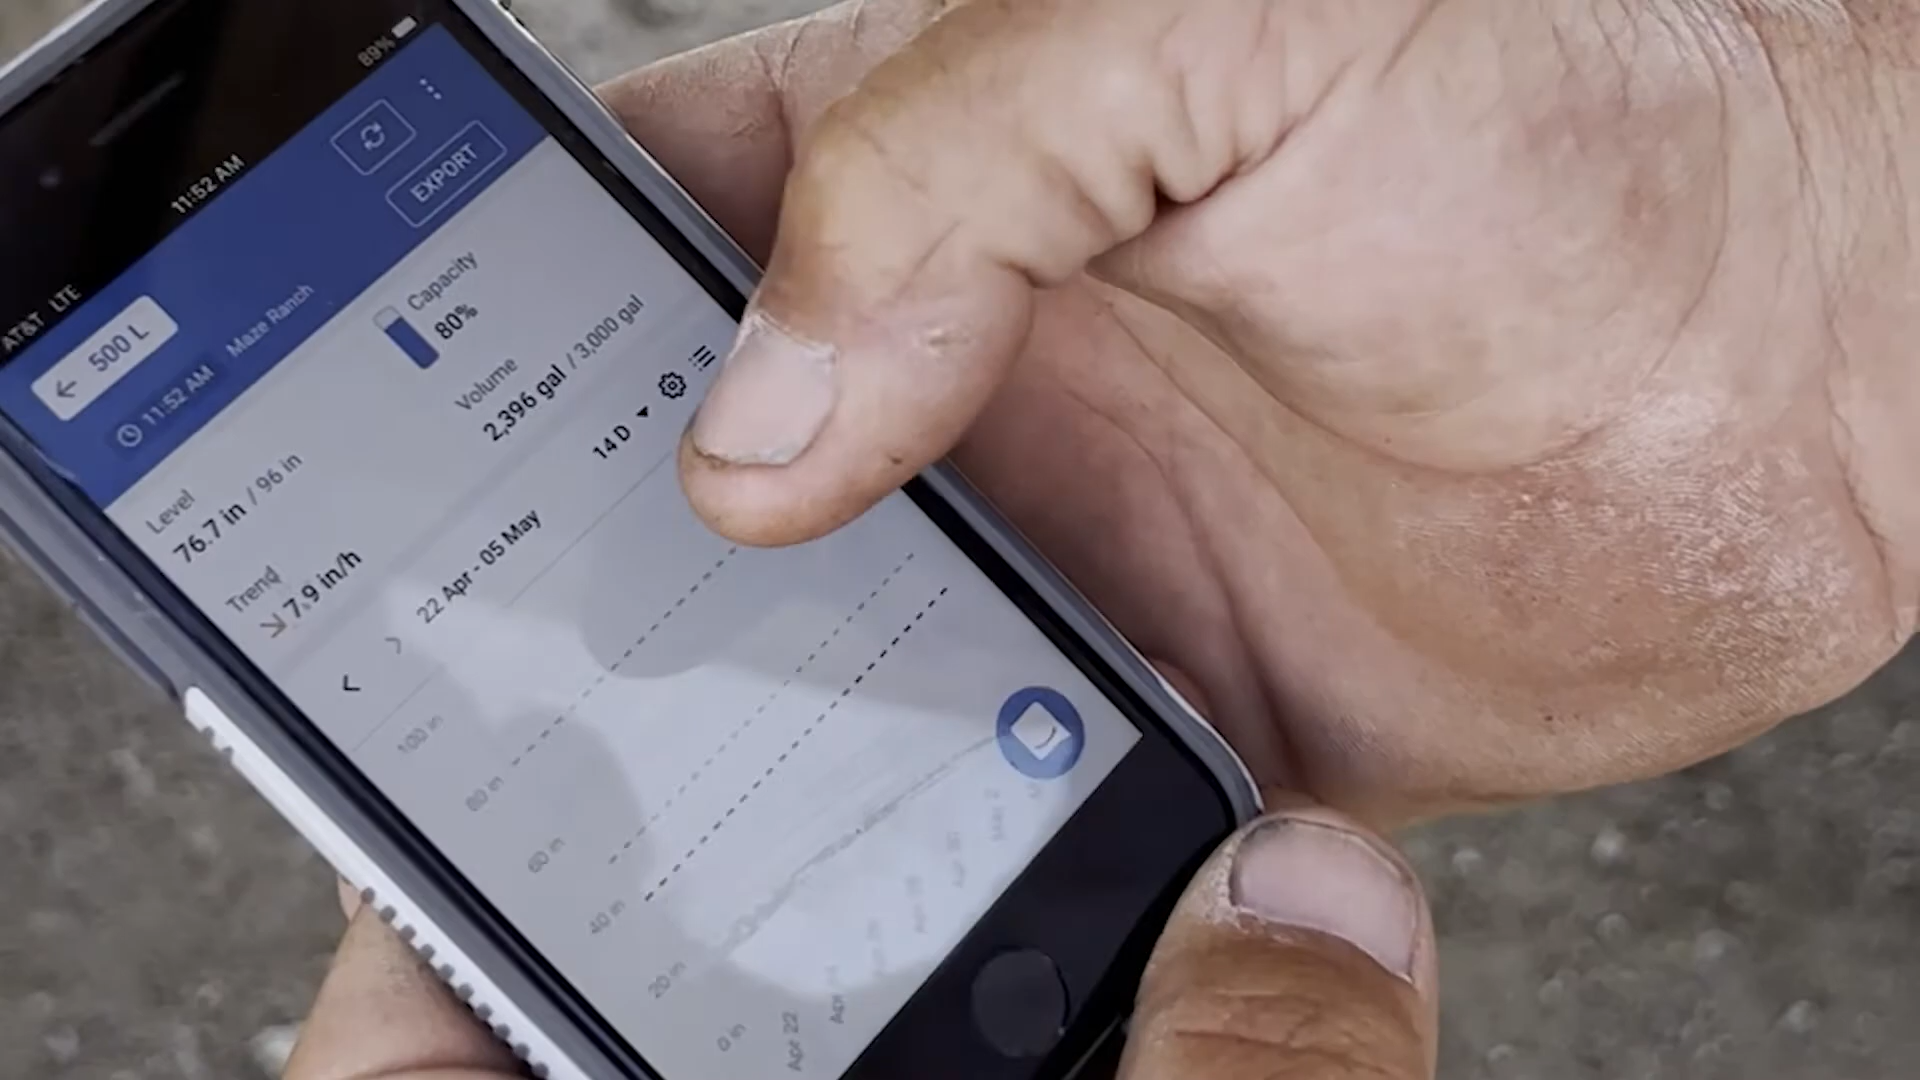 AT&T LTE
11:52 AM
89%
← 500 L
EXPORT
11:52 AM
Maze Ranch
Level
76.7 in / 96 in
Capacity
80%
Trend
7.9 in/h
Volume
2,396 gal / 3,000 gal
22 Apr - 05 May
14 D
100 in
80 in
60 in
40 in
20 in
0 in
Apr 22